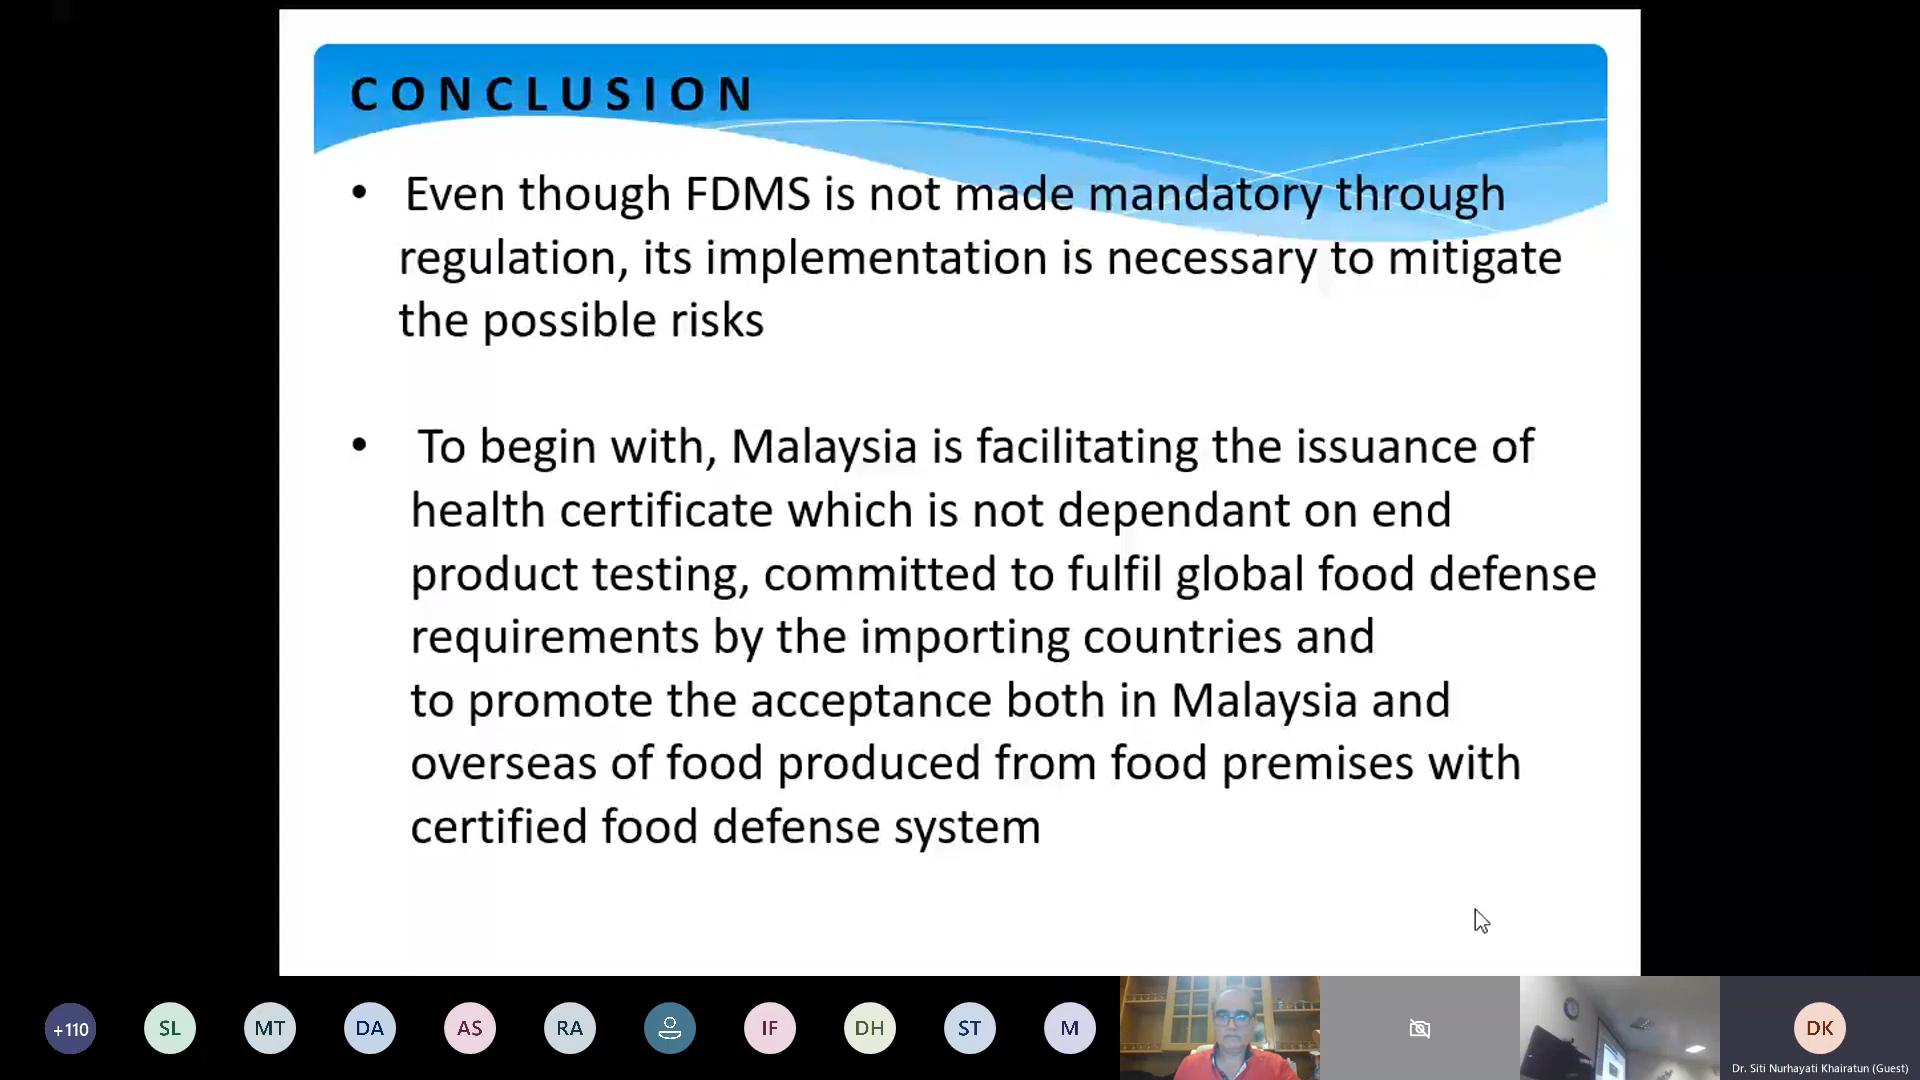 CONCLUSION
• Even though FDMS is not made mandatory through
regulation, its implementation is necessary to mitigate
the possible risks
• To begin with, Malaysia is facilitating the issuance of
health certificate which is not dependant on end
product testing, committed to fulfil global food defense
requirements by the importing countries and
to promote the acceptance both in Malaysia and
overseas of food produced from food premises with
certified food defense system
+110
SL
MT
DA
AS
RA
IF
DH
ST
M
DK
Dr. Siti Nurhayati Khairatun (Guest)